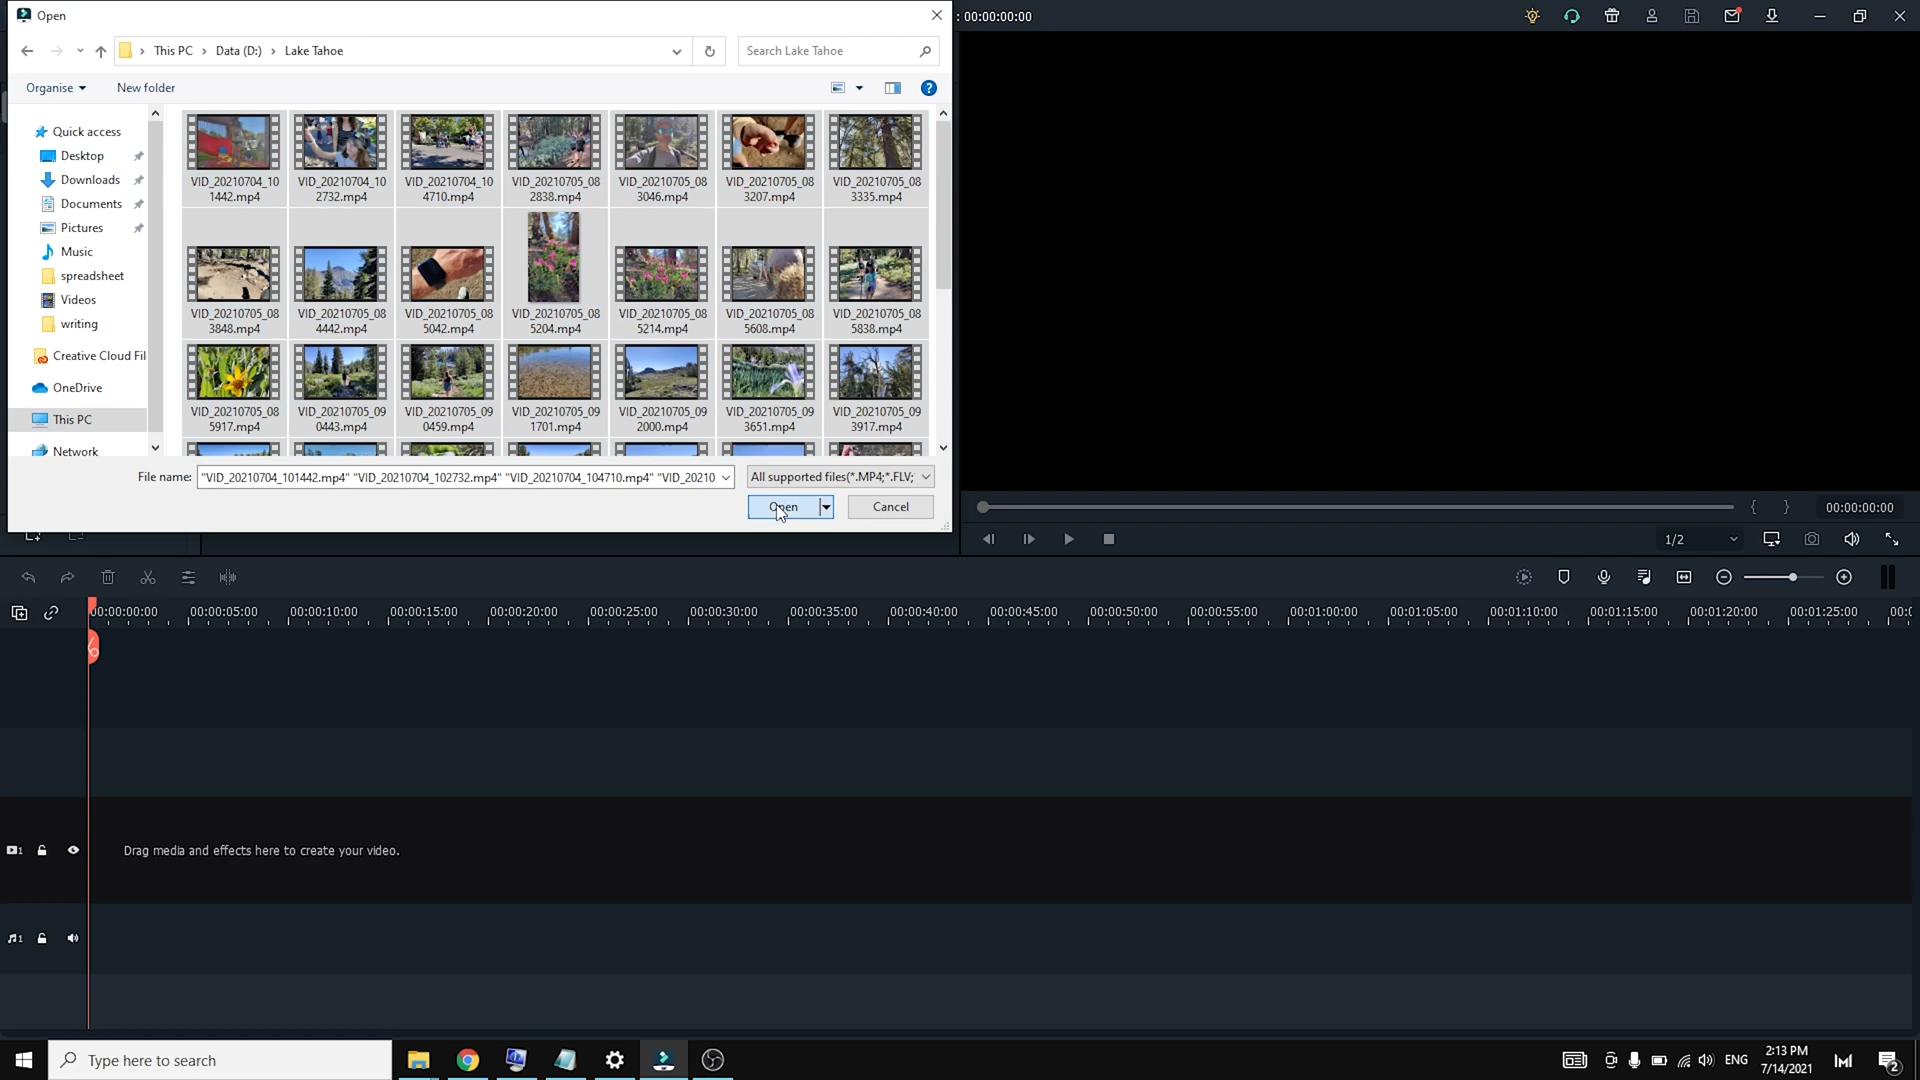 Open
: 00:00:00:00
This PC > Data (D:) > Lake Tahoe
Search Lake Tahoe
Organise
New folder
Quick access
Desktop
Downloads
Documents
Pictures
Music
spreadsheet
Videos
writing
Creative Cloud Fil
OneDrive
This PC
Network
VID_20210704_10
1442.mp4
VID_20210704_10
2732.mp4
VID_20210704_10
4710.mp4
VID_20210705_08
2838.mp4
VID_20210705_08
3046.mp4
VID_20210705_08
3207.mp4
VID_20210705_08
3335.mp4
VID_20210705_08
3848.mp4
VID_20210705_08
4442.mp4
VID_20210705_08
5042.mp4
VID_20210705_08
5204.mp4
VID_20210705_08
5214.mp4
VID_20210705_08
5608.mp4
VID_20210705_08
5838.mp4
VID_20210705_08
5917.mp4
VID_20210705_09
0443.mp4
VID_20210705_09
0459.mp4
VID_20210705_09
1701.mp4
VID_20210705_09
2000.mp4
VID_20210705_09
3651.mp4
VID_20210705_09
3917.mp4
File name: "VID_20210704_101442.mp4" "VID_20210704_102732.mp4" "VID_20210704_104710.mp4" "VID_20210
All supported files(*.MP4;*.FLV;
Open
Cancel
{ } 00:00:00:00
1/2
00:00:00:00 00:00:05:00 00:00:10:00 00:00:15:00 00:00:20:00 00:00:25:00 00:00:30:00 00:00:35:00 00:00:40:00 00:00:45:00 00:00:50:00 00:00:55:00 00:01:00:00 00:01:05:00 00:01:10:00 00:01:15:00 00:01:20:00 00:01:25:00 00:0
1
Drag media and effects here to create your video.
1
Type here to search
ENG
2:13 PM
7/14/2021
2